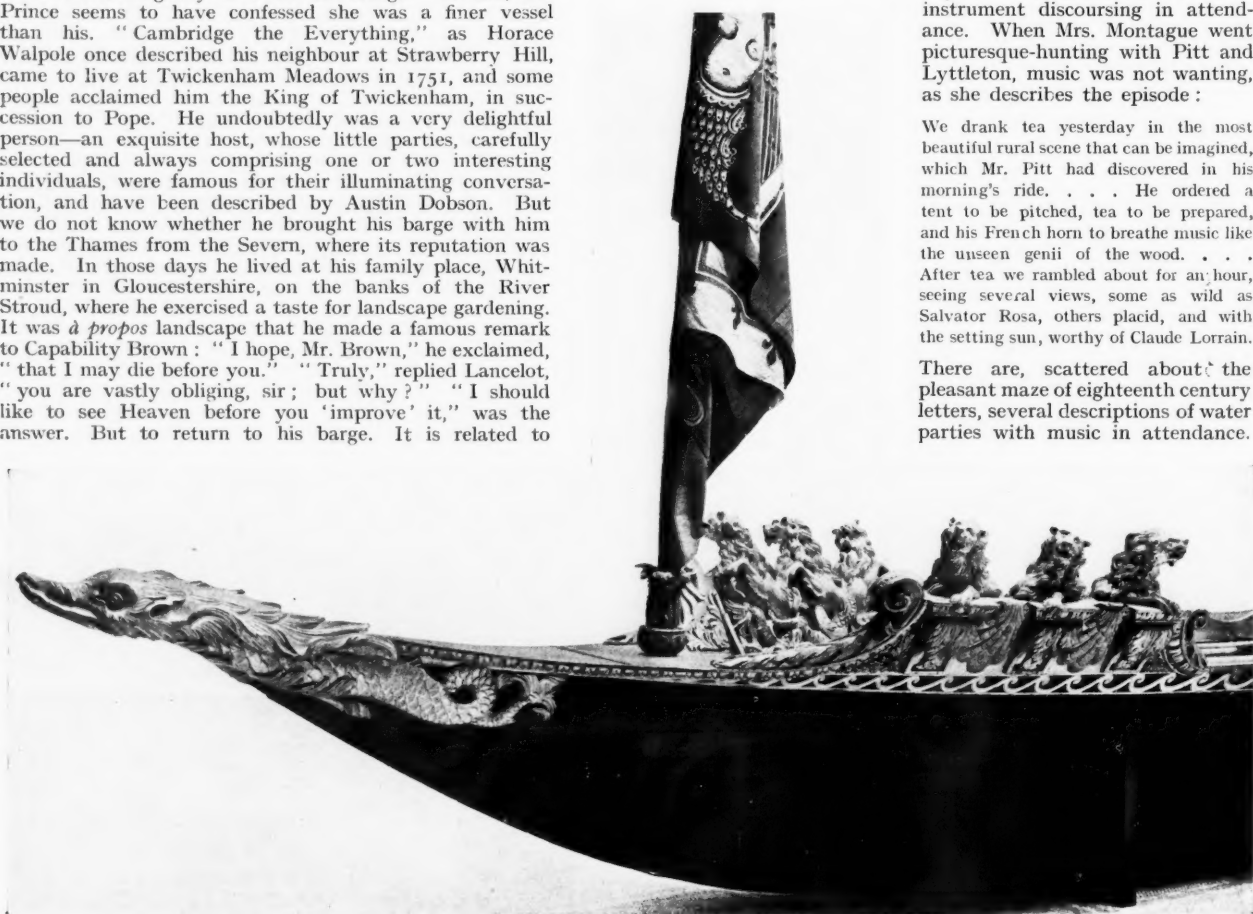 Prince seems to have confessed she was a finer vessel
than his. “Cambridge the Everything,” as Horace
Walpole once described his neighbour at Strawberry Hill,
came to live at Twickenham Meadows in 1751, and some
people acclaimed him the King of Twickenham, in suc-
cession to Pope. He undoubtedly was a very delightful
person—an exquisite host, whose little parties, carefully
selected and always comprising one or two interesting
individuals, were famous for their illuminating conversa-
tion, and have been described by Austin Dobson. But
we do not know whether he brought his barge with him
to the Thames from the Severn, where its reputation was
made. In those days he lived at his family place, Whit-
minster in Gloucestershire, on the banks of the River
Stroud, where he exercised a taste for landscape gardening.
It was à propos landscape that he made a famous remark
to Capability Brown : “ I hope, Mr. Brown,” he exclaimed,
“ that I may die before you.” “ Truly,” replied Lancelot,
“ you are vastly obliging, sir ; but why ? ” “ I should
like to see Heaven before you ‘improve’ it,” was the
answer. But to return to his barge. It is related to
instrument discoursing in attend-
ance. When Mrs. Montague went
picturesque-hunting with Pitt and
Lyttleton, music was not wanting,
as she describes the episode :
We drank tea yesterday in the most
beautiful rural scene that can be imagined,
which Mr. Pitt had discovered in his
morning's ride. . . . He ordered a
tent to be pitched, tea to be prepared,
and his French horn to breathe music like
the unseen genii of the wood. . . .
After tea we rambled about for an hour,
seeing several views, some as wild as
Salvator Rosa, others placid, and with
the setting sun, worthy of Claude Lorrain.
There are, scattered about the
pleasant maze of eighteenth century
letters, several descriptions of water
parties with music in attendance.